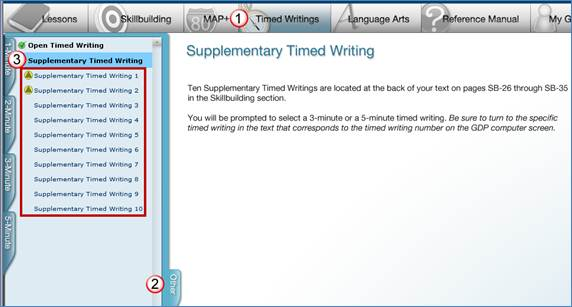 Lessons
Skillbuilding
MAP+
1
Timed Writings
Language Arts
Reference Manual
My G
1-Minute
2-Minute
3-Minute
5-Minute
Open Timed Writing
3
Supplementary Timed Writing
Supplementary Timed Writing 1
Supplementary Timed Writing 2
Supplementary Timed Writing 3
Supplementary Timed Writing 4
Supplementary Timed Writing 5
Supplementary Timed Writing 6
Supplementary Timed Writing 7
Supplementary Timed Writing 8
Supplementary Timed Writing 9
Supplementary Timed Writing 10
2
Other
Supplementary Timed Writing
Ten Supplementary Timed Writings are located at the back of your text on pages SB-26 through SB-35
in the Skillbuilding section.
You will be prompted to select a 3-minute or a 5-minute timed writing. Be sure to turn to the specific
timed writing in the text that corresponds to the timed writing number on the GDP computer screen.